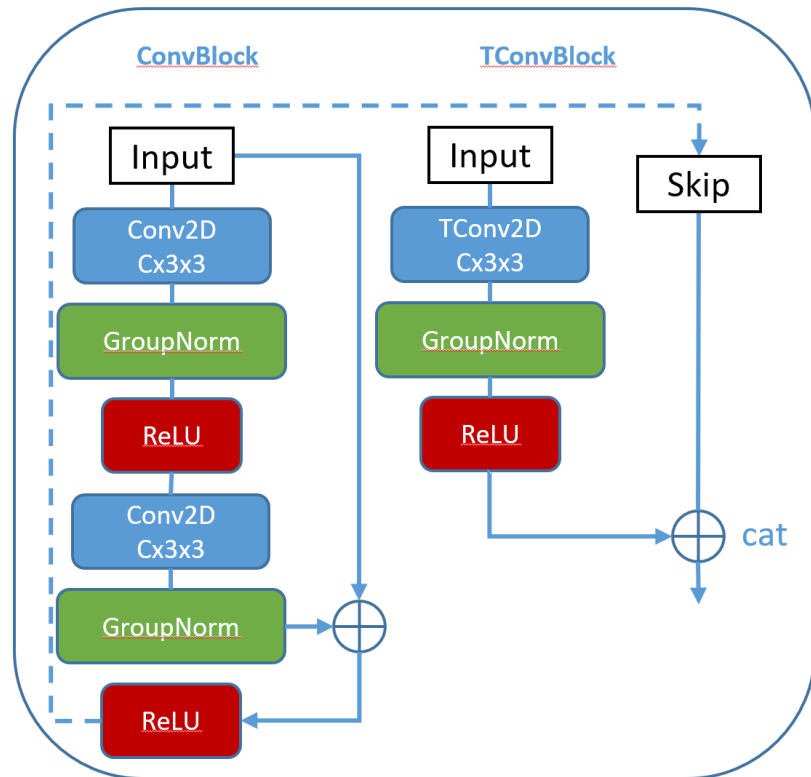 ConvBlock
Input
Conv2D
Cx3x3
GroupNorm
ReLU
Conv2D
Cx3x3
GroupNorm
ReLU
TConvBlock
Input
TConv2D
Cx3x3
GroupNorm
ReLU
Skip
cat